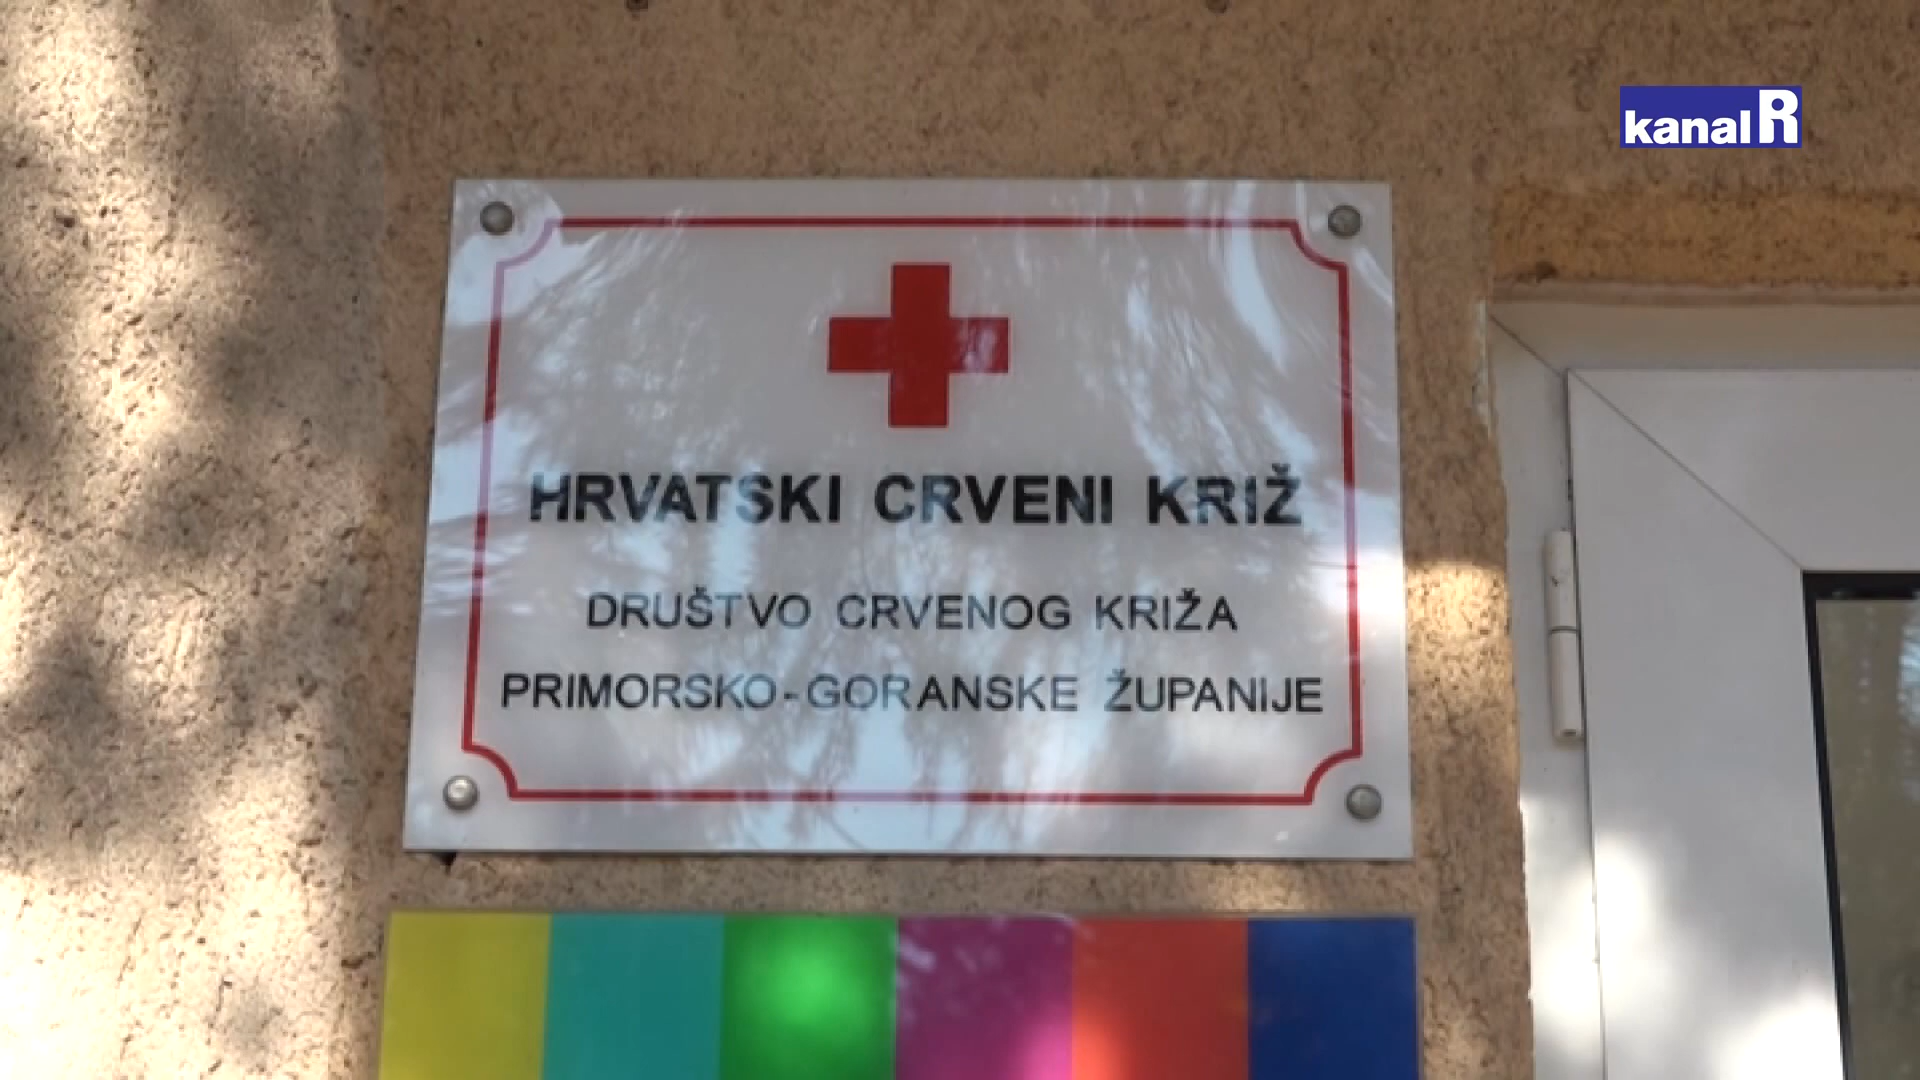 kanal R
HRVATSKI CRVENI KRIŽ
DRUŠTVO CRVENOG KRIŽA
PRIMORSKO-GORANSKE ŽUPANIJE